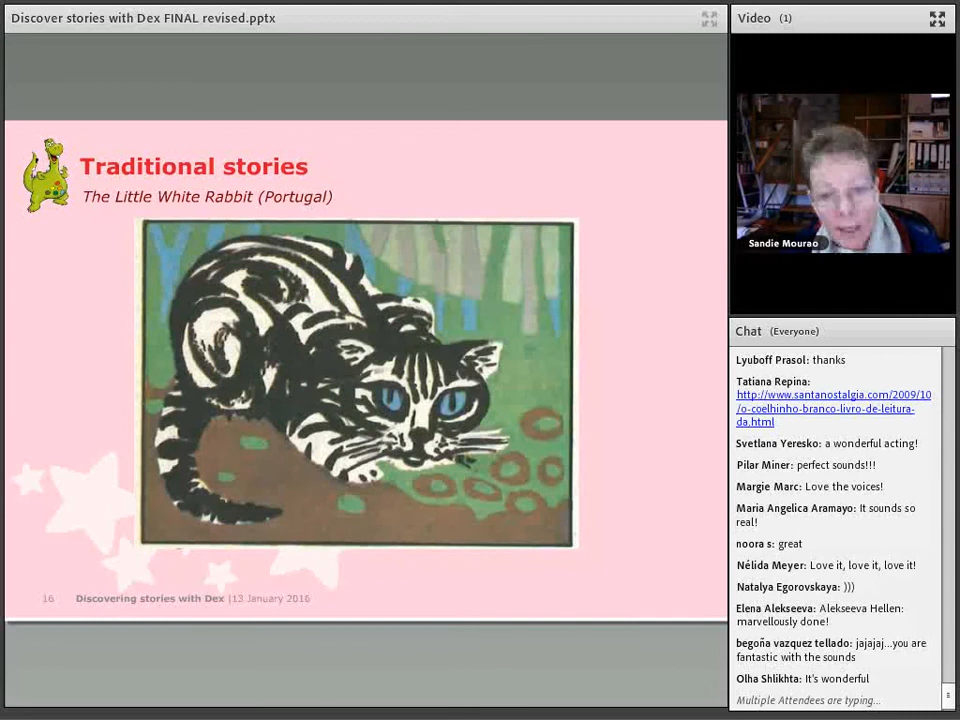 Discover stories with Dex FINAL revised.pptx
Traditional stories
The Little White Rabbit (Portugal)
16 Discovering stories with Dex |13 January 2016
Video (1)
Sandie Mourao
Chat (Everyone)
Lyuboff Prasol: thanks
Tatiana Repina:
http://www.santanostalgia.com/2009/10
/o-coelhinho-branco-livro-de-leitura-
da.html
Svetlana Yeresko: a wonderful acting!
Pilar Miner: perfect sounds!!!
Margie Marc: Love the voices!
Maria Angelica Aramayo: It sounds so
real!
noora s: great
Nélida Meyer: Love it, love it, love it!
Natalya Egorovskaya: )))
Elena Alekseeva: Alekseeva Hellen:
marvellously done!
begoña vazquez tellado: jajajaj...you are
fantastic with the sounds
Olha Shlikhta: It's wonderful
Multiple Attendees are typing...